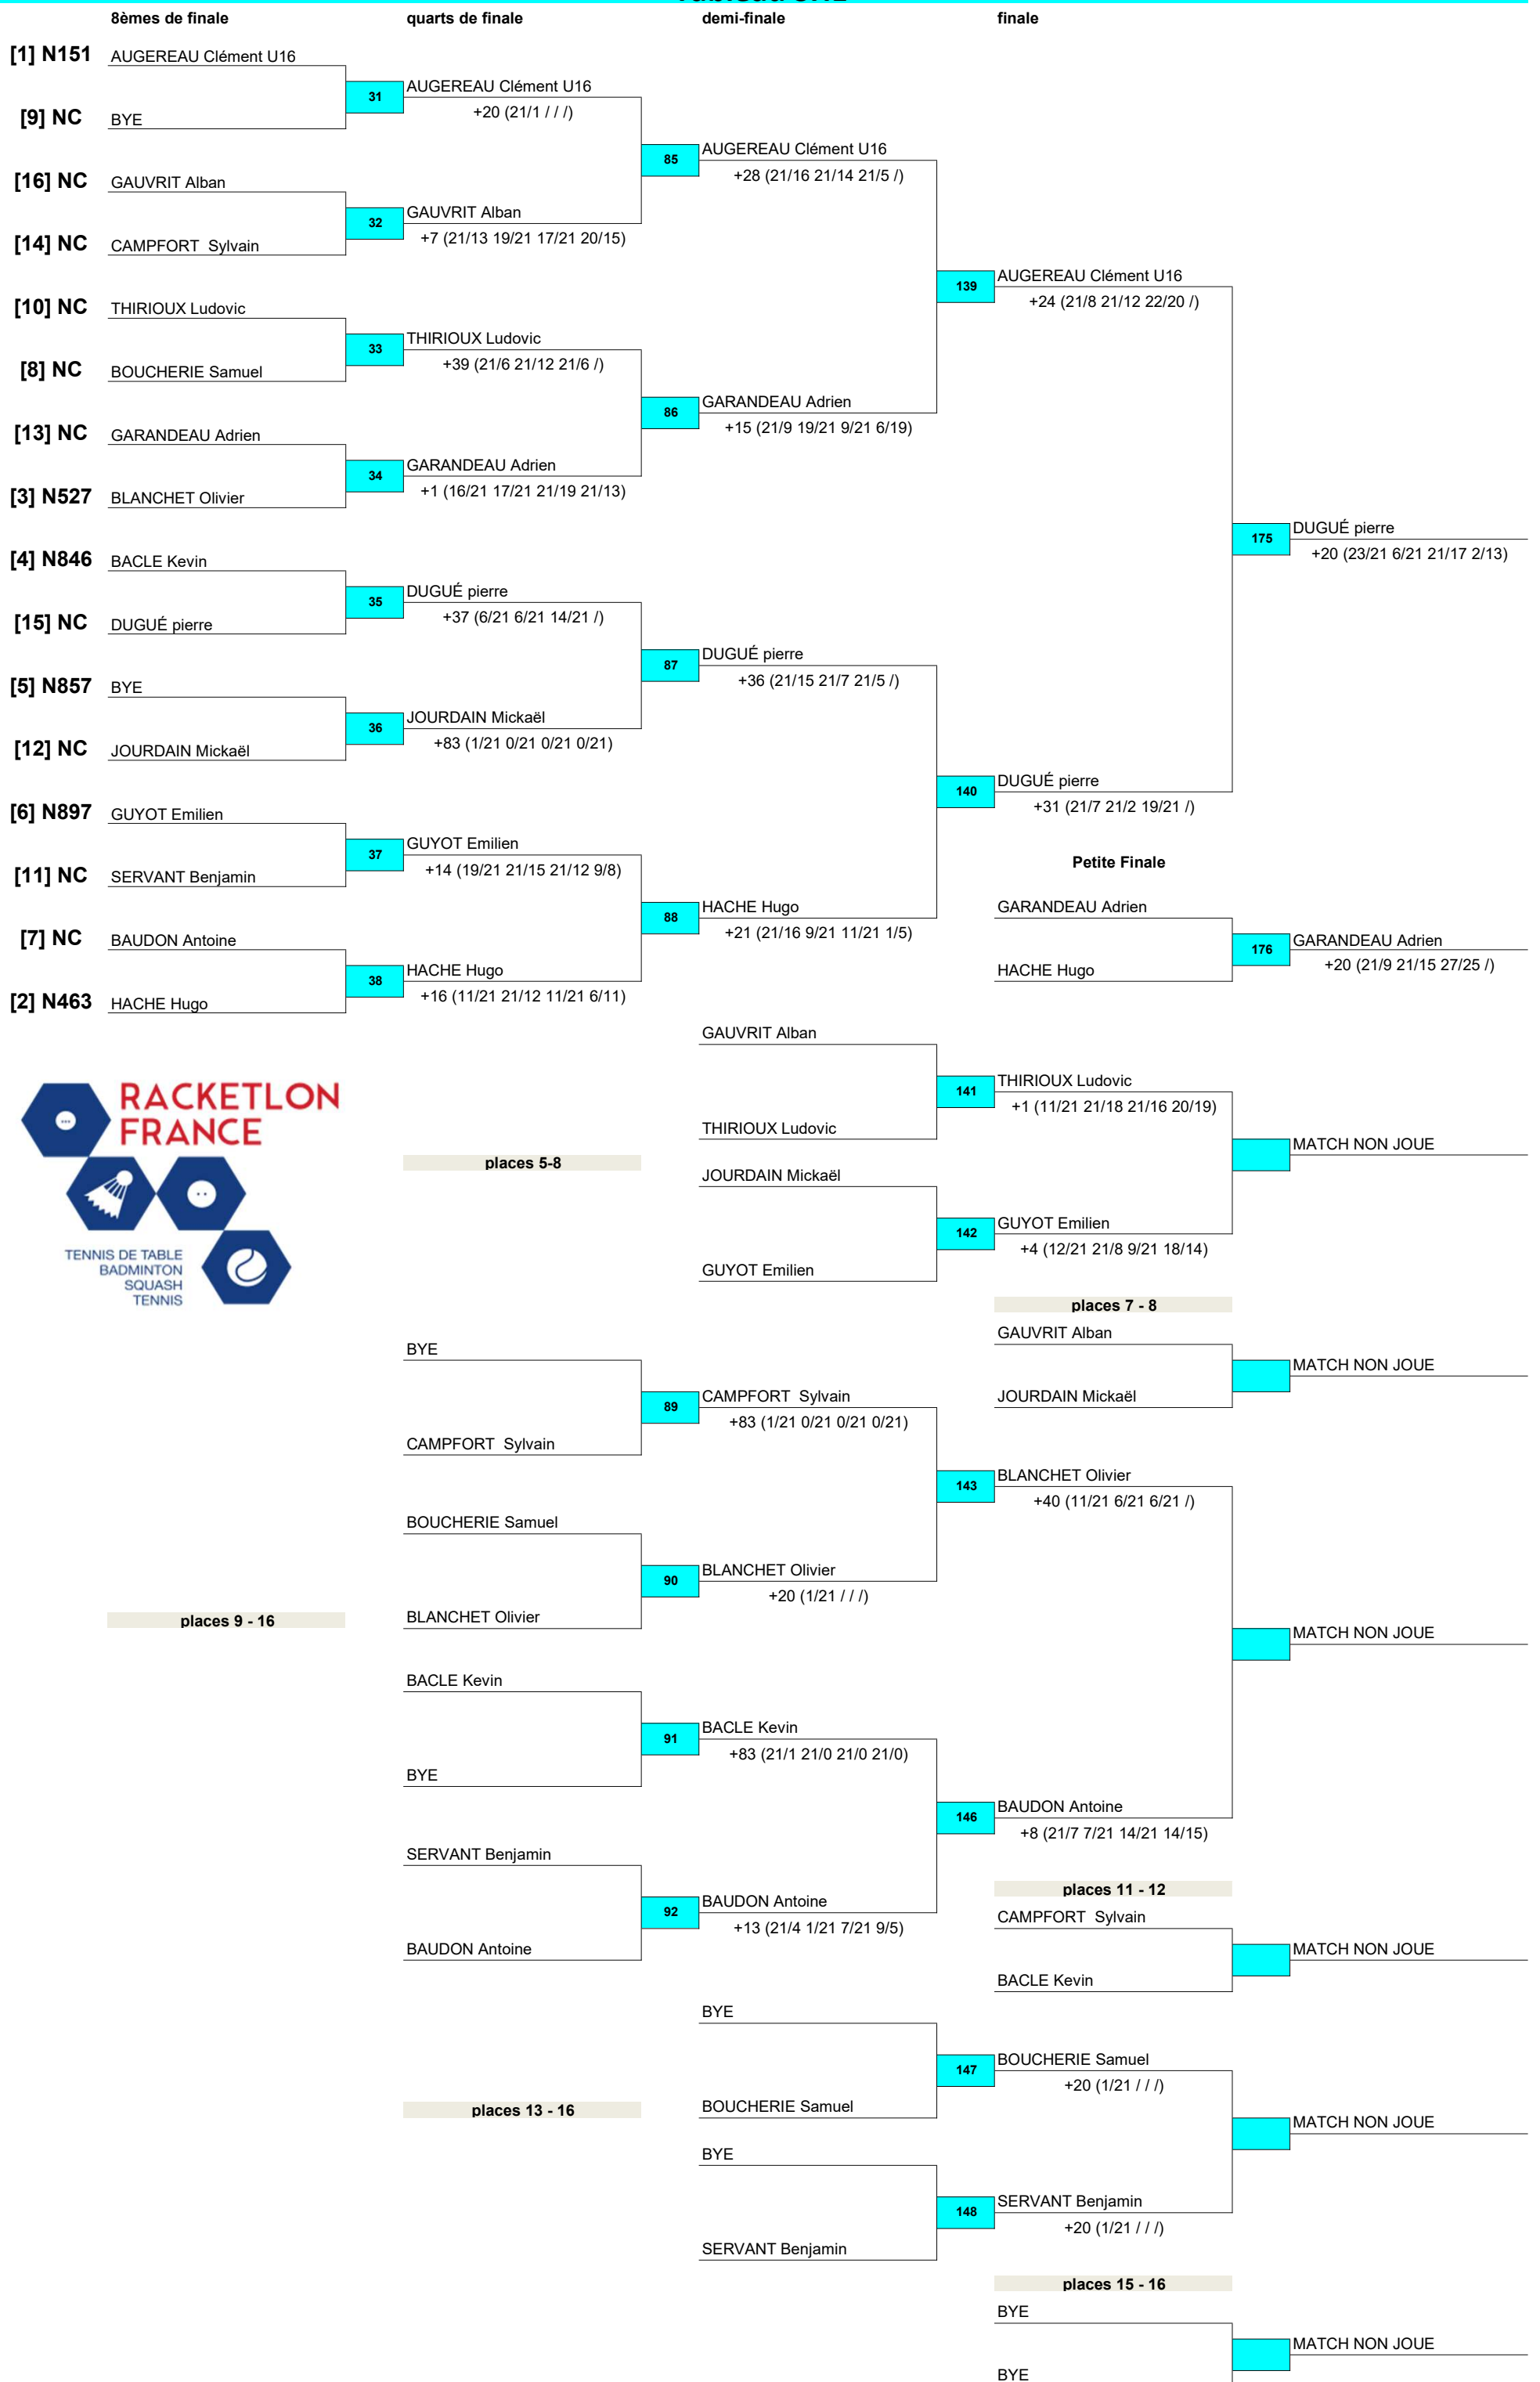 8èmes de finale quarts de finale demi-finale finale
[1] N151 AUGEREAU Clément U16
31 AUGEREAU Clément U16
+20 (21/1 / / /)
[9] NC BYE
85 AUGEREAU Clément U16
+28 (21/16 21/14 21/5 /)
[16] NC GAUVRIT Alban
32 GAUVRIT Alban
+7 (21/13 19/21 17/21 20/15)
[14] NC CAMPFORT Sylvain
139 AUGEREAU Clément U16
+24 (21/8 21/12 22/20 /)
[10] NC THIRIOUX Ludovic
33 THIRIOUX Ludovic
+39 (21/6 21/12 21/6 /)
[8] NC BOUCHERIE Samuel
86 GARANDEAU Adrien
+15 (21/9 19/21 9/21 6/19)
[13] NC GARANDEAU Adrien
34 GARANDEAU Adrien
+1 (16/21 17/21 21/19 21/13)
[3] N527 BLANCHET Olivier
175 DUGUÉ pierre
+20 (23/21 6/21 21/17 2/13)
[4] N846 BACLE Kevin
35 DUGUÉ pierre
+37 (6/21 6/21 14/21 /)
[15] NC DUGUÉ pierre
87 DUGUÉ pierre
+36 (21/15 21/7 21/5 /)
[5] N857 BYE
36 JOURDAIN Mickaël
+83 (1/21 0/21 0/21 0/21)
[12] NC JOURDAIN Mickaël
140 DUGUÉ pierre
+31 (21/7 21/2 19/21 /)
[6] N897 GUYOT Emilien
37 GUYOT Emilien
+14 (19/21 21/15 21/12 9/8)
Petite Finale
[11] NC SERVANT Benjamin
88 HACHE Hugo
+21 (21/16 9/21 11/21 1/5)
GARANDEAU Adrien
[7] NC BAUDON Antoine
176 GARANDEAU Adrien
+20 (21/9 21/15 27/25 /)
38 HACHE Hugo
+16 (11/21 21/12 11/21 6/11)
HACHE Hugo
[2] N463 HACHE Hugo
GAUVRIT Alban
RACKETLON
FRANCE
TENNIS DE TABLE
BADMINTON
SQUASH
TENNIS
141 THIRIOUX Ludovic
+1 (11/21 21/18 21/16 20/19)
THIRIOUX Ludovic
MATCH NON JOUE
places 5-8
JOURDAIN Mickaël
142 GUYOT Emilien
+4 (12/21 21/8 9/21 18/14)
GUYOT Emilien
places 7 - 8
GAUVRIT Alban
BYE
MATCH NON JOUE
89 CAMPFORT Sylvain
+83 (1/21 0/21 0/21 0/21)
JOURDAIN Mickaël
CAMPFORT Sylvain
143 BLANCHET Olivier
+40 (11/21 6/21 6/21 /)
BOUCHERIE Samuel
90 BLANCHET Olivier
+20 (1/21 / / /)
BLANCHET Olivier
places 9 - 16
MATCH NON JOUE
BACLE Kevin
91 BACLE Kevin
+83 (21/1 21/0 21/0 21/0)
BYE
146 BAUDON Antoine
+8 (21/7 7/21 14/21 14/15)
SERVANT Benjamin
places 11 - 12
92 BAUDON Antoine
+13 (21/4 1/21 7/21 9/5)
CAMPFORT Sylvain
BAUDON Antoine
MATCH NON JOUE
BACLE Kevin
BYE
147 BOUCHERIE Samuel
+20 (1/21 / / /)
BOUCHERIE Samuel
places 13 - 16
MATCH NON JOUE
BYE
148 SERVANT Benjamin
+20 (1/21 / / /)
SERVANT Benjamin
places 15 - 16
BYE
MATCH NON JOUE
BYE